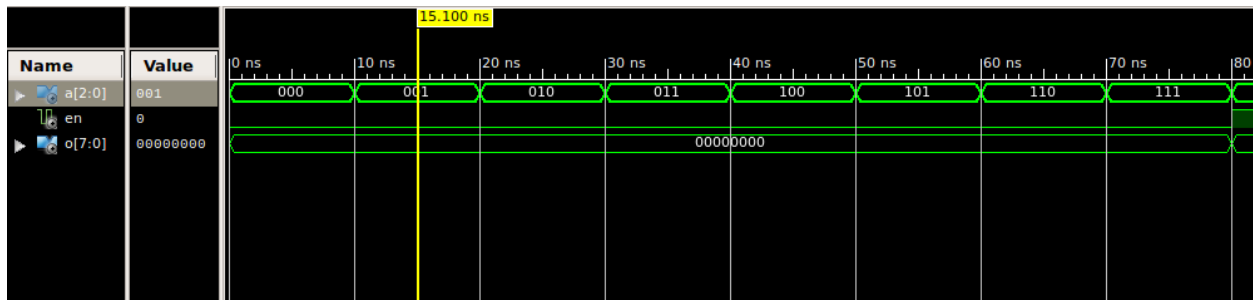 15.100 ns
Name Value 0 ns 10 ns 20 ns 30 ns 40 ns 50 ns 60 ns 70 ns 80
a[2:0] 001 000 001 010 011 100 101 110 111
en 0
o[7:0] 00000000 00000000